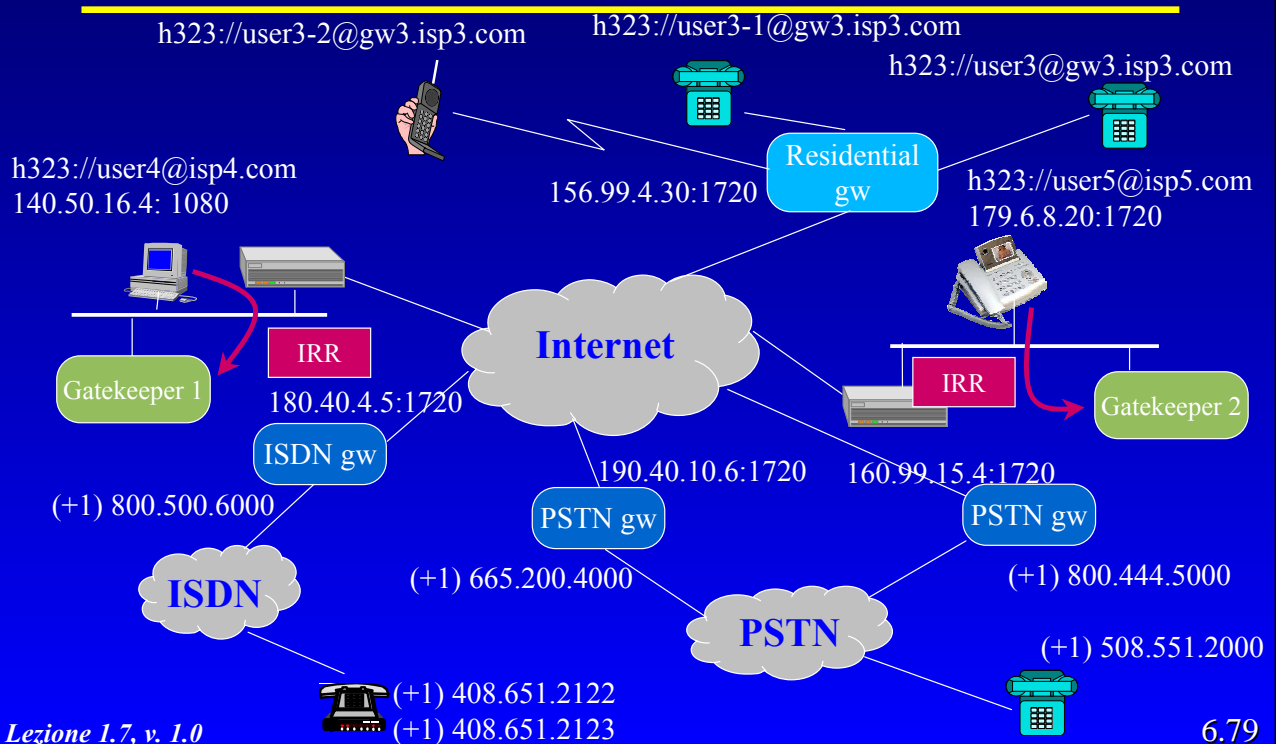 h323://user3-2@gw3.isp3.com
h323://user3-1@gw3.isp3.com
h323://user3@gw3.isp3.com
h323://user4@isp4.com
140.50.16.4: 1080
156.99.4.30:1720
Residential
gw
h323://user5@isp5.com
179.6.8.20:1720
Internet
IRR
Gatekeeper 1
180.40.4.5:1720
IRR
Gatekeeper 2
ISDN gw
190.40.10.6:1720
160.99.15.4:1720
(+1) 800.500.6000
PSTN gw
PSTN gw
(+1) 665.200.4000
(+1) 800.444.5000
ISDN
PSTN
(+1) 508.551.2000
(+1) 408.651.2122
(+1) 408.651.2123
Lezione 1.7, v. 1.0
6.79